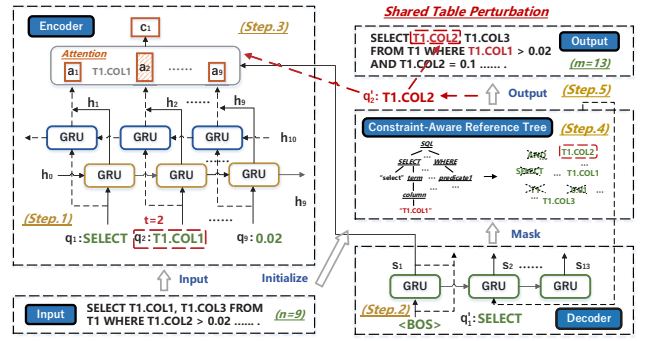 Shared Table Perturbation
Encoder
c₁
(Step.3)
Attention
a₁ T1.COL1 a₂ ...... a₉
h₁ h₂ h₉ h₉
GRU GRU GRU
h₁₀
......
h₀ GRU GRU GRU
h₉
(Step.1)
t=2
......
q₁:SELECT q₂:T1.COL1 q₉:0.02
Input
Initialize
Input
SELECT T1.COL1, T1.COL3 FROM
T1 WHERE T1.COL2 > 0.02 ...... .
(n=9)
SELECT T1.COL2, T1.COL3
FROM T1 WHERE T1.COL1 > 0.02
AND T1.COL2 = 0.1 ...... .
Output
(m=13)
q'₂: T1.COL2
Output
(Step.5)
Constraint-Aware Reference Tree
(Step.4)
SQL
...
SELECT WHERE
...
"select" term predicate1
... ...
column
"T1.COL1"
AND T1.COL2
...
SELECT ... T1.COL1
...
T1.COL3
Mask
S₁ S₂ ...... S₁₃
GRU GRU GRU
(Step.2)
<BOS>
q'₁:SELECT
Decoder